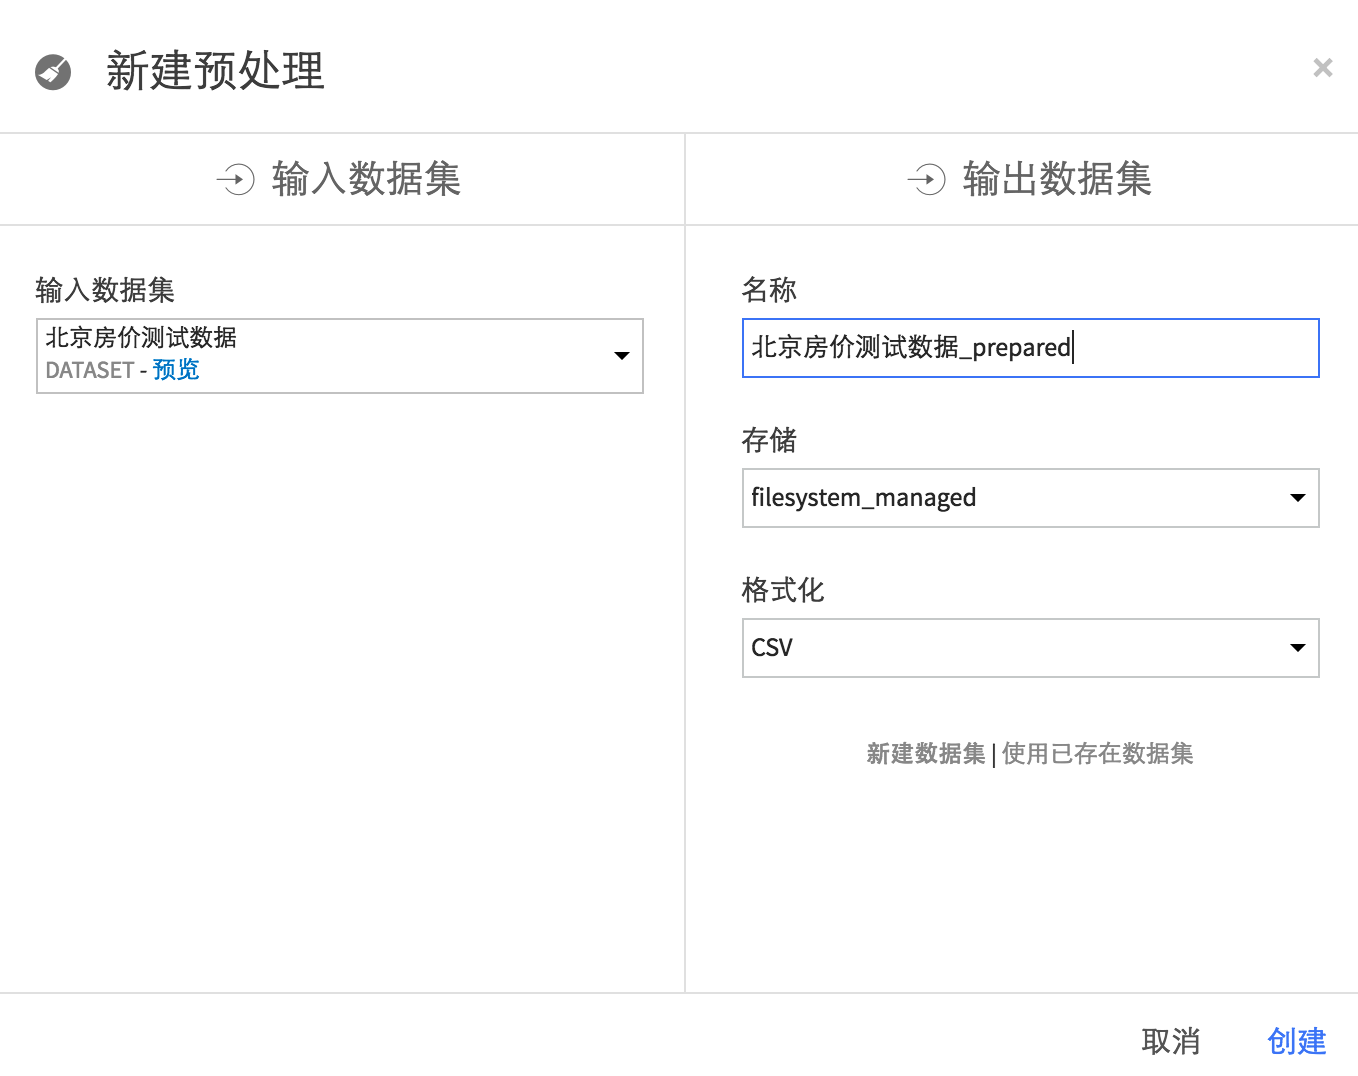 新建预处理
×
输入数据集
输出数据集
输入数据集
北京房价测试数据
DATASET - 预览
名称
北京房价测试数据_prepared
存储
filesystem_managed
格式化
CSV
新建数据集 | 使用已存在数据集
取消
创建